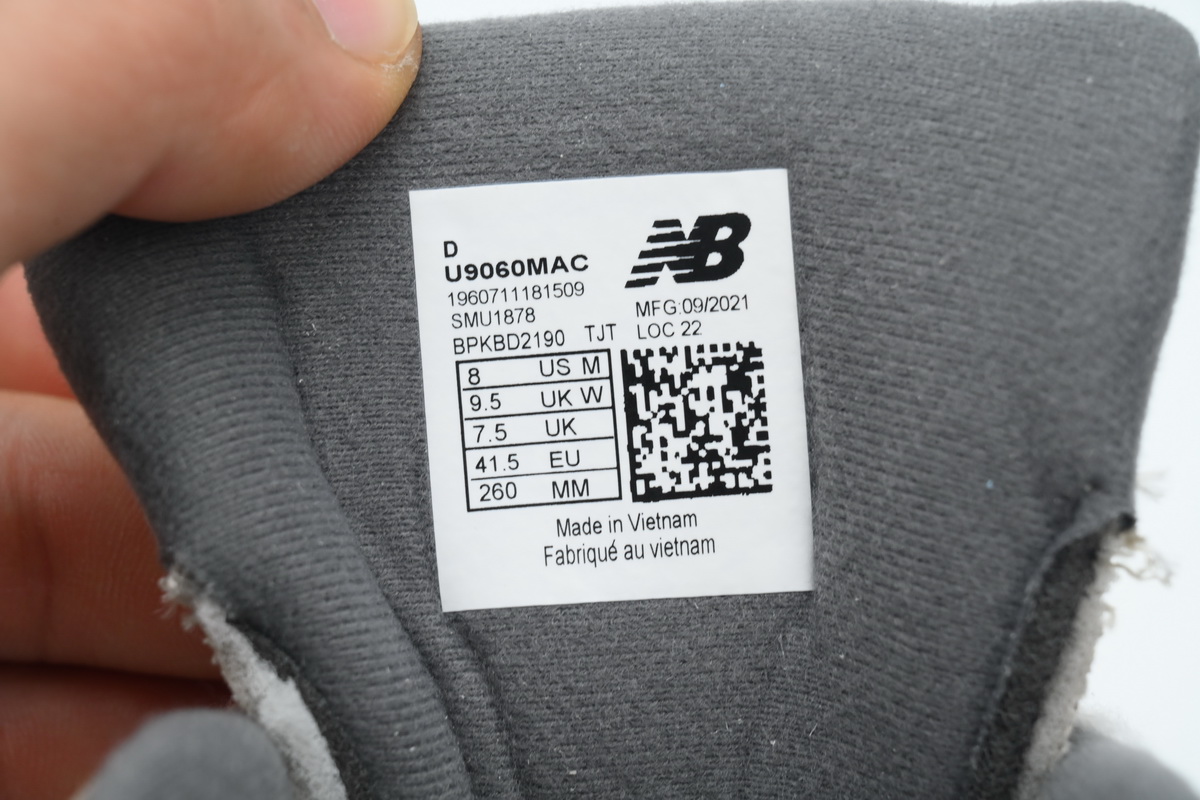 D
U9060MAC
1960711181509
SMU1878
BPKBD2190 TJT
NB
MFG:09/2021
LOC 22
8 US M
9.5 UK W
7.5 UK
41.5 EU
260 MM
Made in Vietnam
Fabriqué au vietnam